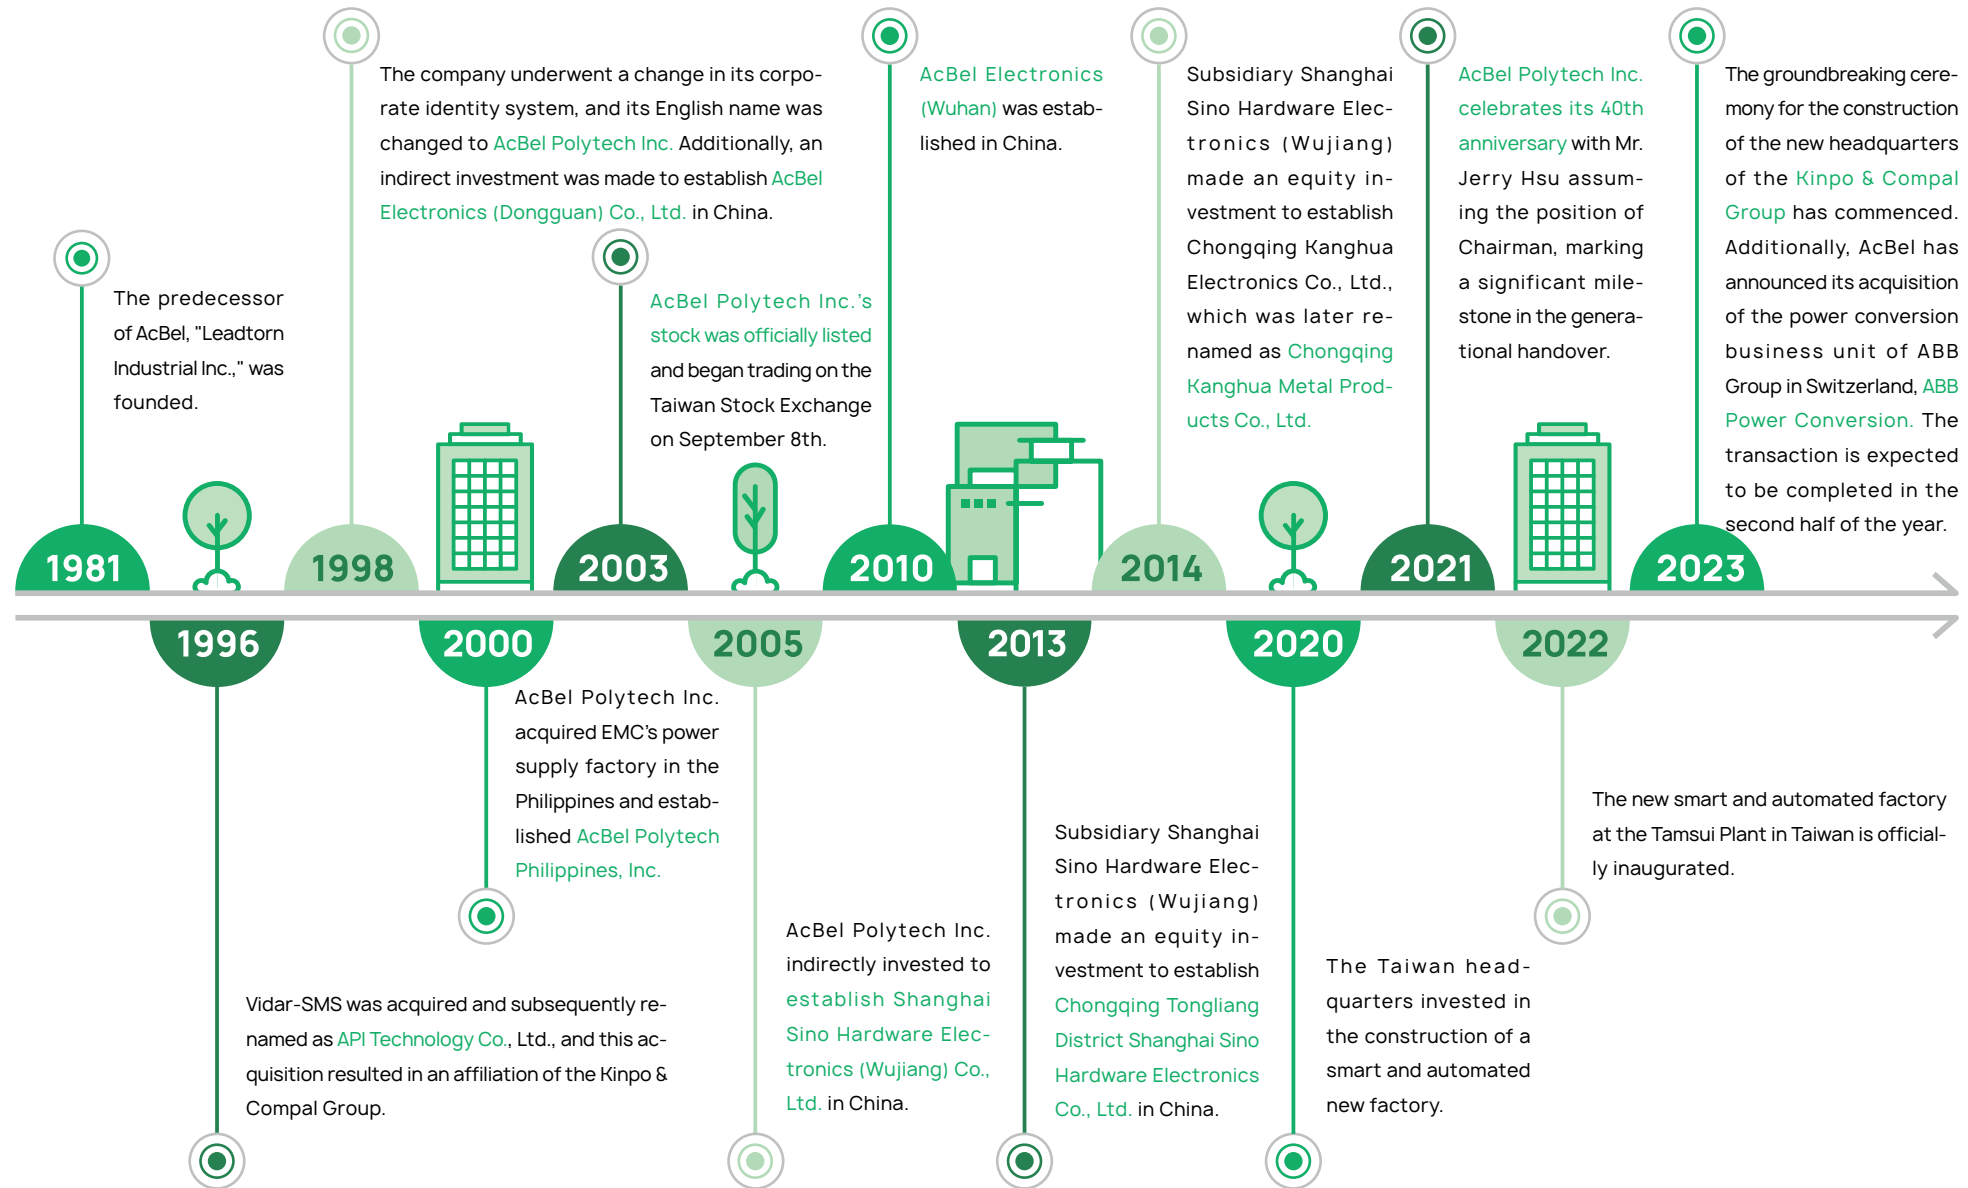 The company underwent a change in its corpo-
rate identity system, and its English name was
changed to AcBel Polytech Inc. Additionally, an
indirect investment was made to establish AcBel
Electronics (Dongguan) Co., Ltd. in China.
AcBel Electronics
(Wuhan) was estab-
lished in China.
Subsidiary Shanghai
Sino Hardware Elec-
tronics (Wujiang)
made an equity in-
vestment to establish
Chongqing Kanghua
Electronics Co., Ltd.,
which was later re-
named as Chongqing
Kanghua Metal Prod-
ucts Co., Ltd.
AcBel Polytech Inc.
celebrates its 40th
anniversary with Mr.
Jerry Hsu assum-
ing the position of
Chairman, marking
a significant mile-
stone in the genera-
tional handover.
The groundbreaking cere-
mony for the construction
of the new headquarters
of the Kinpo & Compal
Group has commenced.
Additionally, AcBel has
announced its acquisition
of the power conversion
business unit of ABB
Group in Switzerland, ABB
Power Conversion. The
transaction is expected
to be completed in the
second half of the year.
The predecessor
of AcBel, "Leadtorn
Industrial Inc.," was
founded.
AcBel Polytech Inc.'s
stock was officially listed
and began trading on the
Taiwan Stock Exchange
on September 8th.
1981
1998
2003
2010
2014
2021
2023
1996
2000
2005
2013
2020
2022
AcBel Polytech Inc.
acquired EMC's power
supply factory in the
Philippines and estab-
lished AcBel Polytech
Philippines, Inc.
The new smart and automated factory
at the Tamsui Plant in Taiwan is official-
ly inaugurated.
Vidar-SMS was acquired and subsequently re-
named as API Technology Co., Ltd., and this ac-
quisition resulted in an affiliation of the Kinpo &
Compal Group.
AcBel Polytech Inc.
indirectly invested to
establish Shanghai
Sino Hardware Elec-
tronics (Wujiang) Co.,
Ltd. in China.
Subsidiary Shanghai
Sino Hardware Elec-
tronics (Wujiang)
made an equity in-
vestment to establish
Chongqing Tongliang
District Shanghai Sino
Hardware Electronics
Co., Ltd. in China.
The Taiwan head-
quarters invested in
the construction of a
smart and automated
new factory.